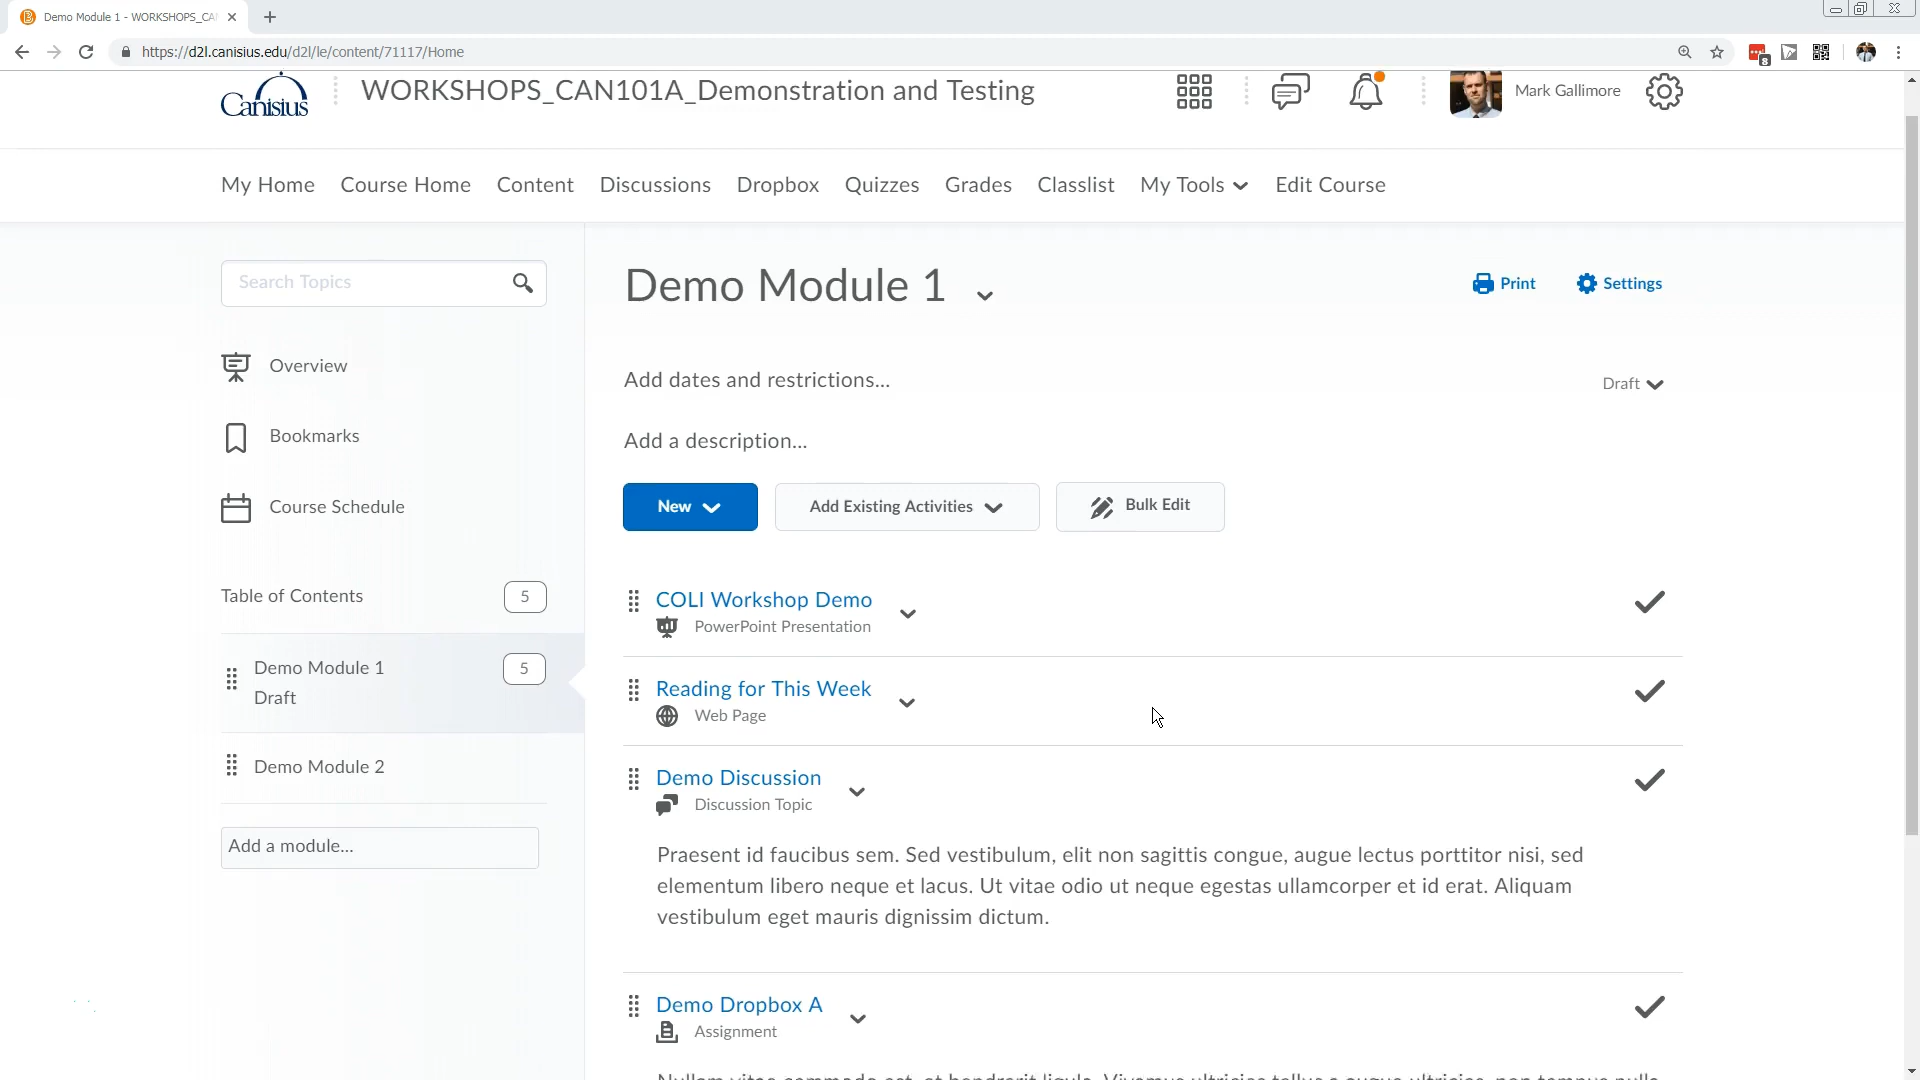 Demo Module 1 - WORKSHOPS_CA
https://d2l.canisius.edu/d2l/le/content/71117/Home
8
Canisius
WORKSHOPS_CAN101A_Demonstration and Testing
Mark Gallimore
My Home
Course Home
Content
Discussions
Dropbox
Quizzes
Grades
Classlist
My Tools
Edit Course
Search Topics
Overview
Bookmarks
Course Schedule
Table of Contents
5
Demo Module 1
5
Draft
Demo Module 2
Add a module...
Demo Module 1
Print
Settings
Add dates and restrictions...
Draft
Add a description...
New
Add Existing Activities
Bulk Edit
COLI Workshop Demo
PowerPoint Presentation
Reading for This Week
Web Page
Demo Discussion
Discussion Topic
Praesent id faucibus sem. Sed vestibulum, elit non sagittis congue, augue lectus porttitor nisi, sed
elementum libero neque et lacus. Ut vitae odio ut neque egestas ullamcorper et id erat. Aliquam
vestibulum eget mauris dignissim dictum.
Demo Dropbox A
Assignment